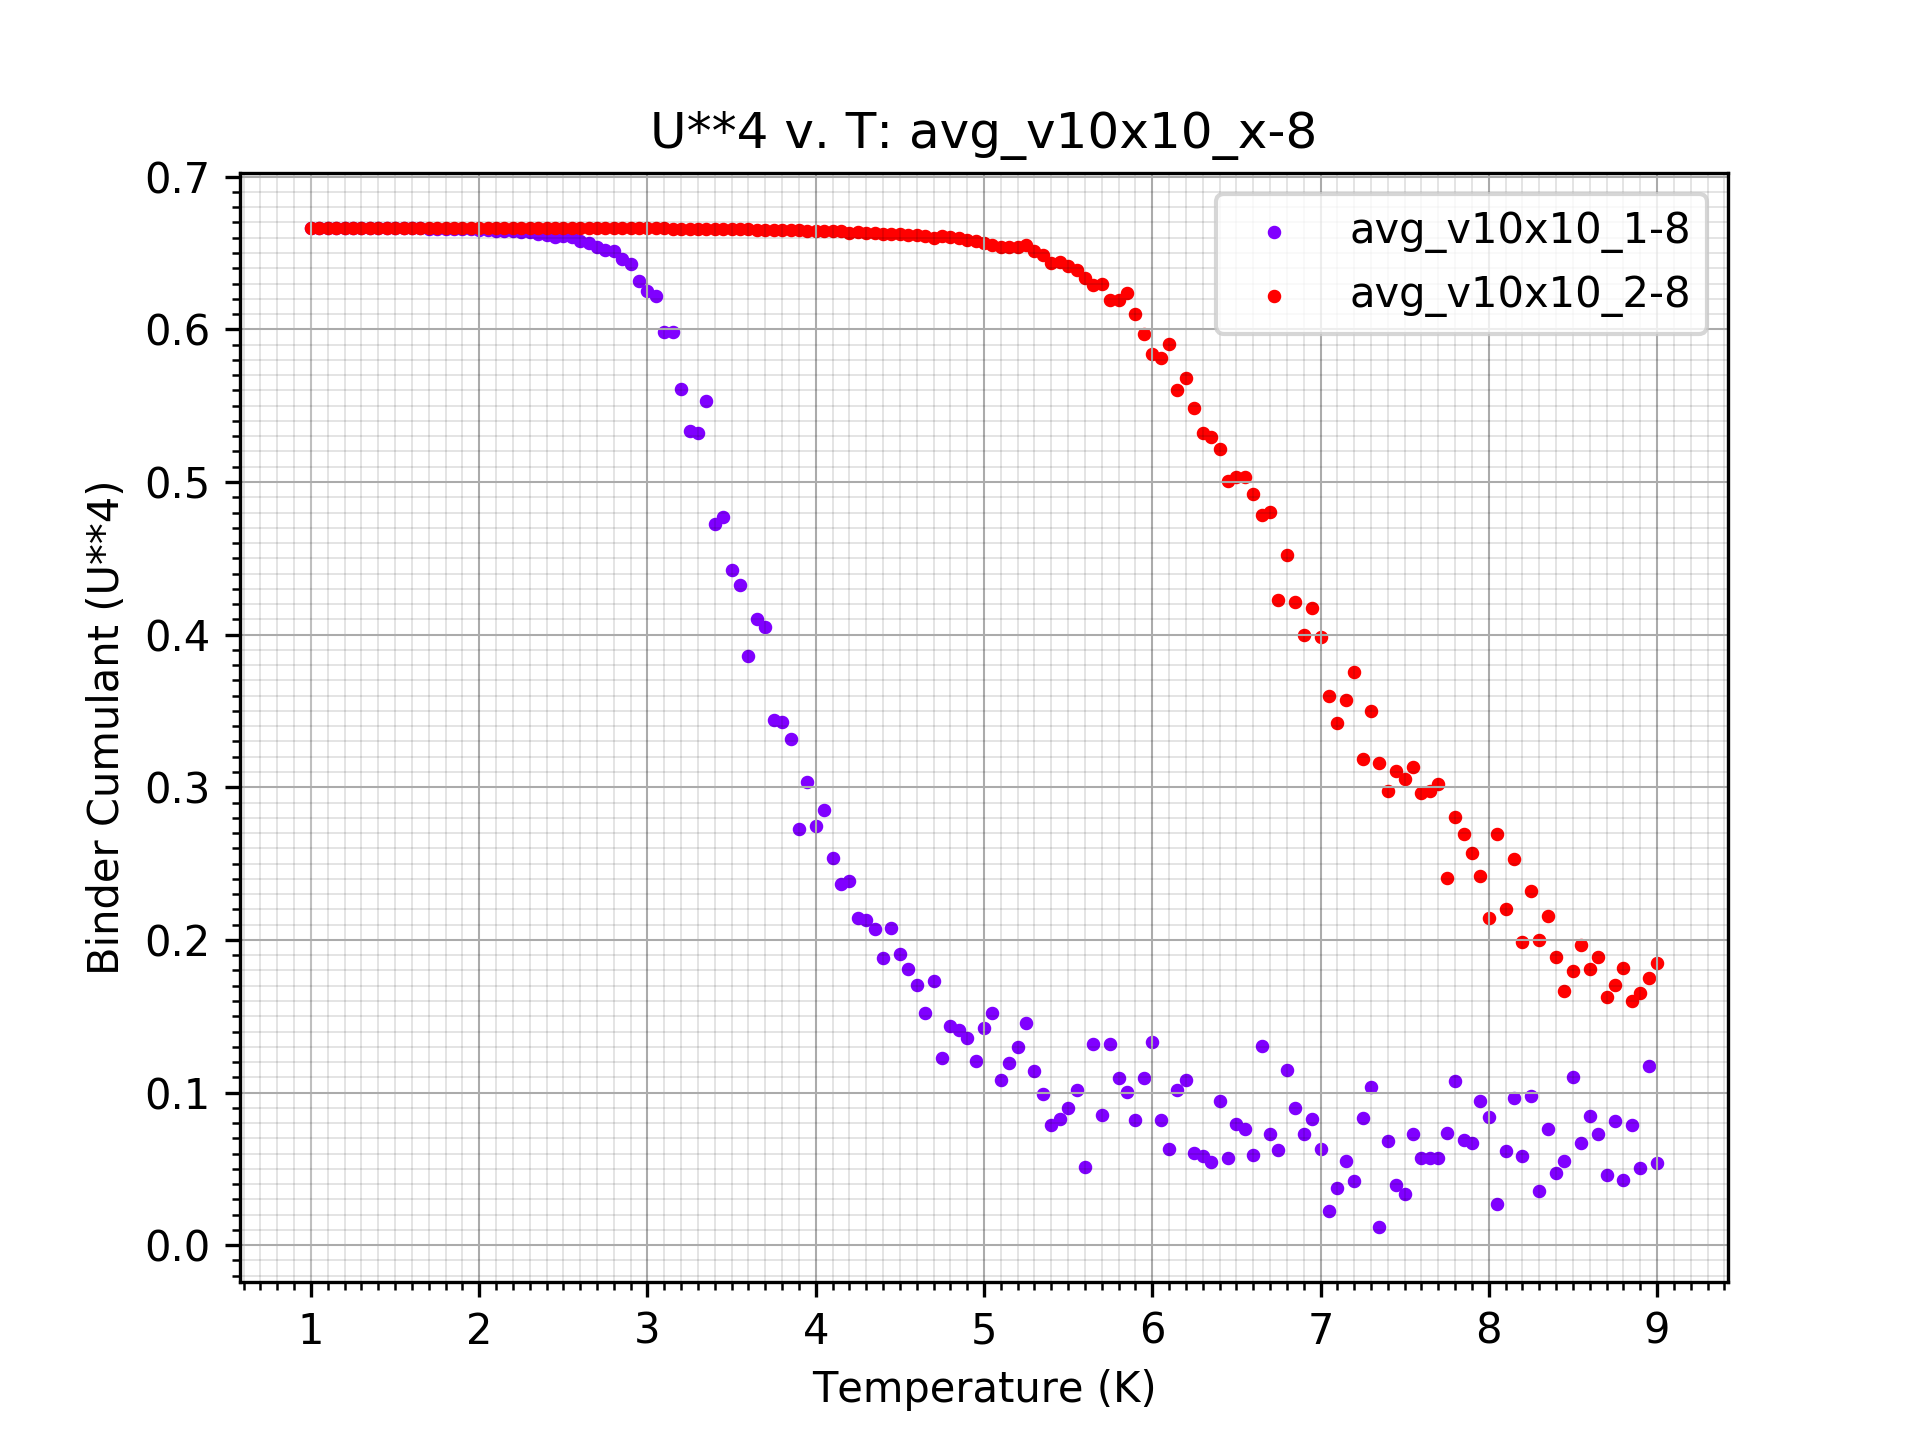 U**4 v. T: avg_v10x10_x-8
avg_v10x10_1-8
avg_v10x10_2-8
Binder Cumulant (U**4)
0.7
0.6
0.5
0.4
0.3
0.2
0.1
0.0
1 2 3 4 5 6 7 8 9
Temperature (K)